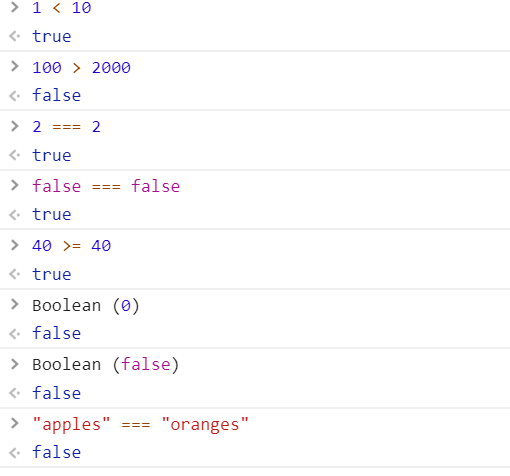 1 < 10
true
100 > 2000
false
2 === 2
true
false === false
true
40 >= 40
true
Boolean (0)
false
Boolean (false)
false
"apples" === "oranges"
false